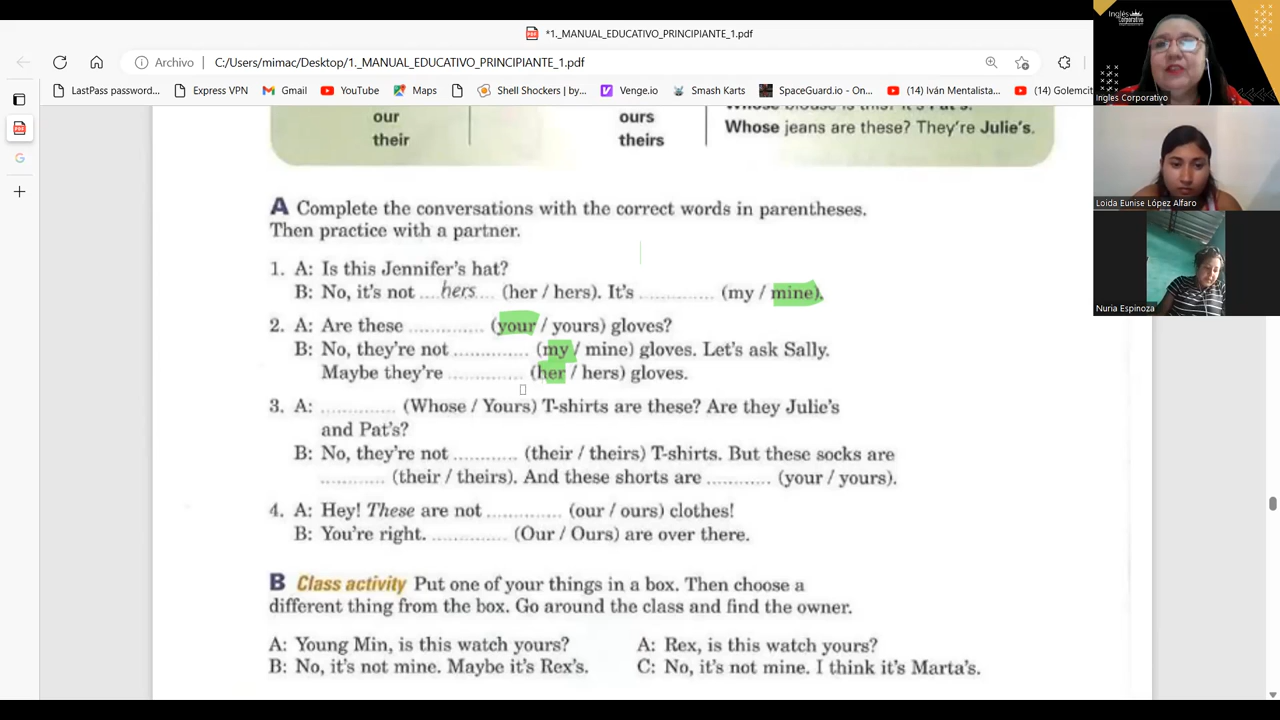 *1._MANUAL_EDUCATIVO_PRINCIPIANTE_1.pdf
Archivo C:/Users/mimac/Desktop/1._MANUAL_EDUCATIVO_PRINCIPIANTE_1.pdf
LastPass password... Express VPN Gmail YouTube Maps Shell Shockers | by... Venge.io Smash Karts SpaceGuard.io - On... (14) Iván Mentalista... (14) Golemcit
our ours Whose blouse is this? It's Pat's.
their theirs Whose jeans are these? They're Julie's.
A Complete the conversations with the correct words in parentheses.
Then practice with a partner.
1. A: Is this Jennifer's hat?
B: No, it's not ....hers.... (her / hers). It's .............. (my / mine).
2. A: Are these .............. (your / yours) gloves?
B: No, they're not .............. (my / mine) gloves. Let's ask Sally.
Maybe they're .............. (her / hers) gloves.
3. A: .............. (Whose / Yours) T-shirts are these? Are they Julie's
and Pat's?
B: No, they're not .............. (their / theirs) T-shirts. But these socks are
.............. (their / theirs). And these shorts are .............. (your / yours).
4. A: Hey! These are not .............. (our / ours) clothes!
B: You're right. .............. (Our / Ours) are over there.
B Class activity Put one of your things in a box. Then choose a
different thing from the box. Go around the class and find the owner.
A: Young Min, is this watch yours? A: Rex, is this watch yours?
B: No, it's not mine. Maybe it's Rex's. C: No, it's not mine. I think it's Marta's.
Inglés
Corporativo
Ingles Corporativo
Loida Eunise López Alfaro
Nuria Espinoza